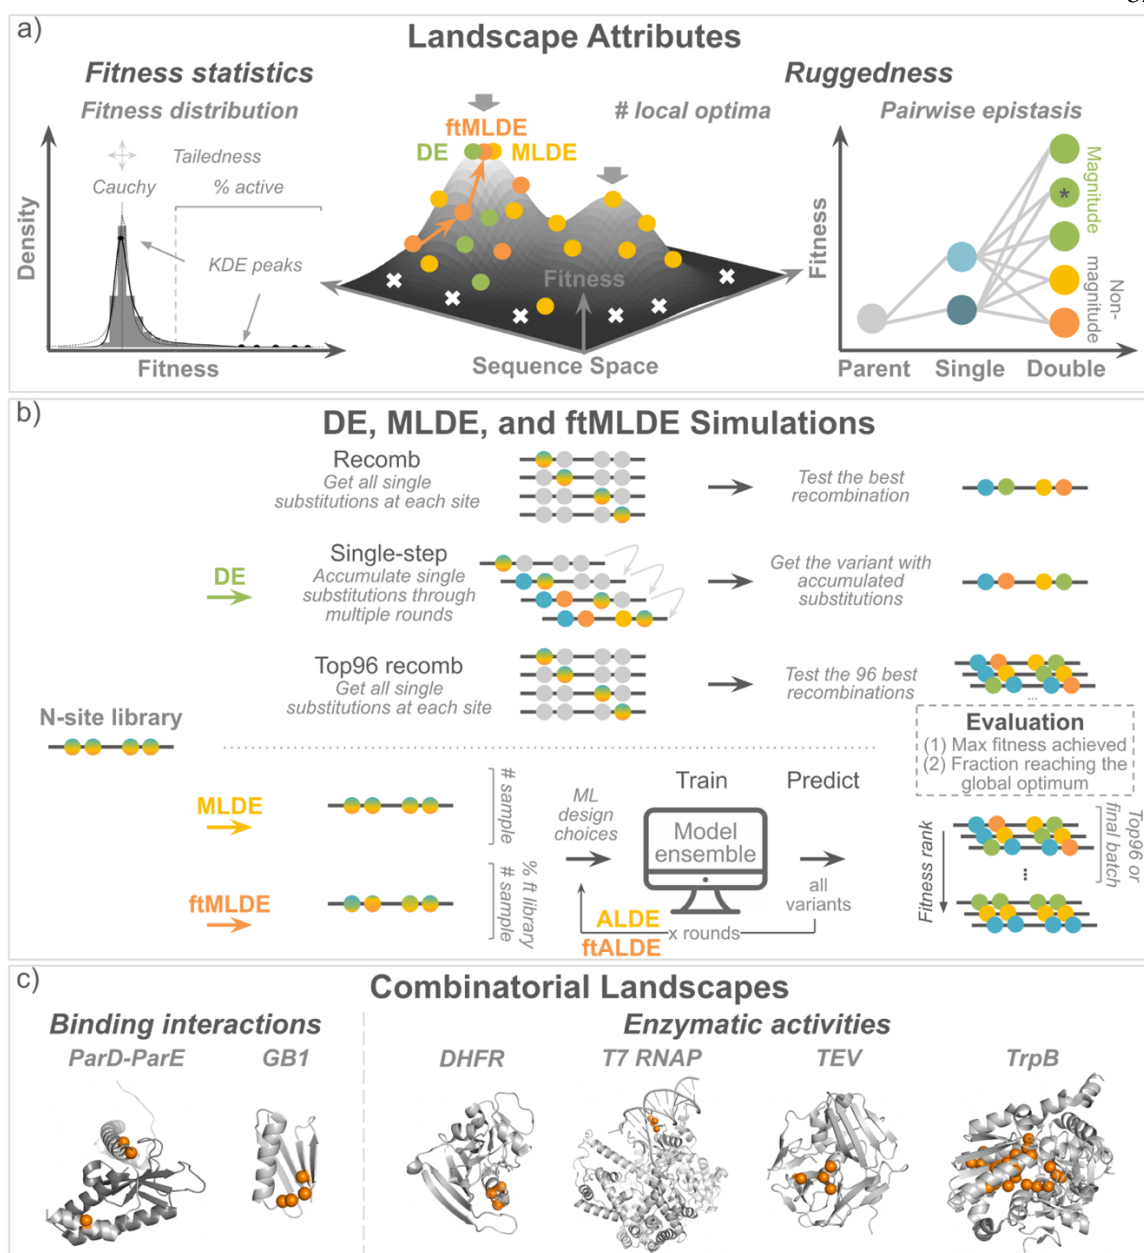 a)
Landscape Attributes
Fitness statistics
Ruggedness
Fitness distribution
# local optima
Pairwise epistasis
ftMLDE
DE
MLDE
Tailedness
Cauchy
% active
KDE peaks
Density
Fitness
Fitness
Sequence Space
Fitness
*
Magnitude
Non-
magnitude
Parent
Single
Double
b)
DE, MLDE, and ftMLDE Simulations
Recomb
Get all single
substitutions at each site
Test the best
recombination
DE
Single-step
Accumulate single
substitutions through
multiple rounds
Get the variant with
accumulated
substitutions
Top96 recomb
Get all single
substitutions at each site
Test the 96 best
recombinations
...
N-site library
Evaluation
(1) Max fitness achieved
(2) Fraction reaching the
global optimum
MLDE
# sample
ML
design
choices
Train
Predict
Model
ensemble
ftMLDE
% ft library
# sample
all
variants
ALDE
x rounds
ftALDE
Fitness rank
...
Top96 or
final batch
c)
Combinatorial Landscapes
Binding interactions
Enzymatic activities
ParD-ParE
GB1
DHFR
T7 RNAP
TEV
TrpB